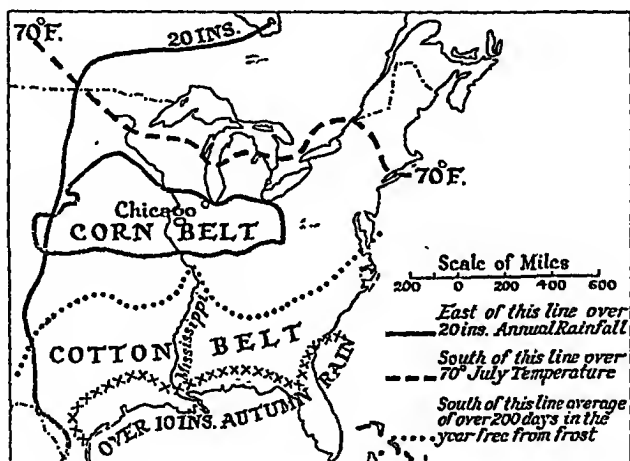 70°F.
20 INS.
70°F.
Chicago
CORN BELT
Scale of Miles
200 0 200 400 600
East of this line over
20 ins. Annual Rainfall
South of this line over
70° July Temperature
South of this line average
of over 200 days in the
year free from frost
Mississippi
COTTON BELT
OVER 10 INS. AUTUMN RAIN